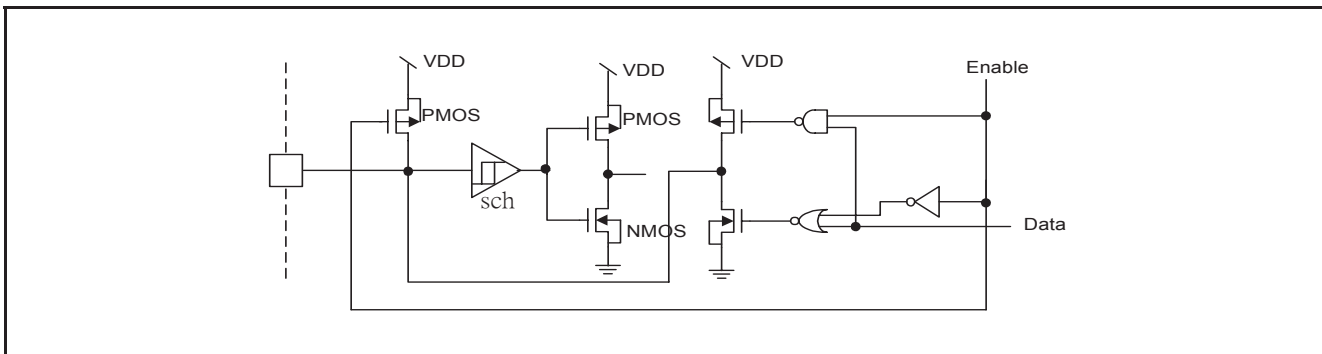 VDD
VDD
VDD
Enable
PMOS
PMOS
sch
NMOS
Data